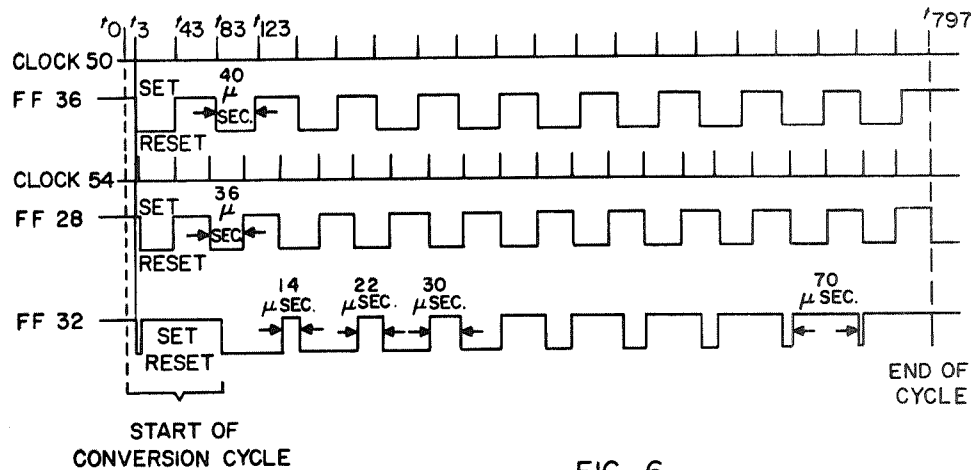 t0 t3 t43 t83 t123 t797
CLOCK 50
FF 36
SET
40
μ
SEC.
RESET
CLOCK 54
FF 28
SET
36
μ
SEC.
RESET
14
μ SEC.
22
μ SEC.
30
μ SEC.
70
μ SEC.
FF 32
SET
RESET
END OF
CYCLE
START OF
CONVERSION CYCLE